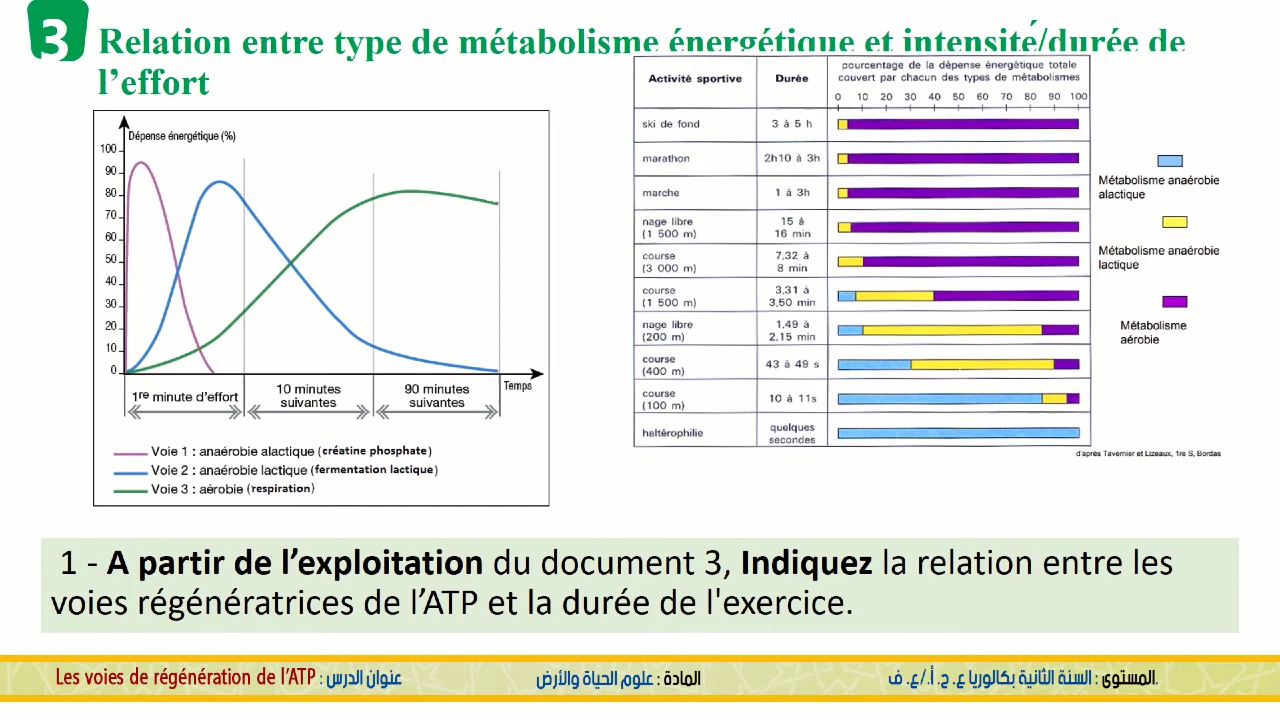 3
Relation entre type de métabolisme énergétique et intensité/durée de
l’effort
Dépense énergétique (%)
100
90
80
70
60
50
40
30
20
10
0
Temps
1re minute d’effort
10 minutes
suivantes
90 minutes
suivantes
Voie 1 : anaérobie alactique (créatine phosphate)
Voie 2 : anaérobie lactique (fermentation lactique)
Voie 3 : aérobie (respiration)
Activité sportive
Durée
pourcentage de la dépense énergétique totale
couvert par chacun des types de métabolismes
0 10 20 30 40 50 60 70 80 90 100
ski de fond
3 à 5 h
marathon
2h10 à 3h
marche
1 à 3h
nage libre
(1 500 m)
15 à
16 min
course
(3 000 m)
7,32 à
8 min
course
(1 500 m)
3,31 à
3,50 min
nage libre
(200 m)
1,49 à
2,15 min
course
(400 m)
43 à 49 s
course
(100 m)
10 à 11s
haltérophilie
quelques
secondes
Métabolisme anaérobie
alactique
Métabolisme anaérobie
lactique
Métabolisme
aérobie
d'après Tavernier et Lizeaux, 1re S, Bordas
1 - A partir de l’exploitation du document 3, Indiquez la relation entre les
voies régénératrices de l’ATP et la durée de l'exercice.
عنوان الدرس : Les voies de régénération de l’ATP
المادة : علوم الحياة والأرض
المستوى : السنة الثانية بكالوريا ع. ح. أ./ع. ف.